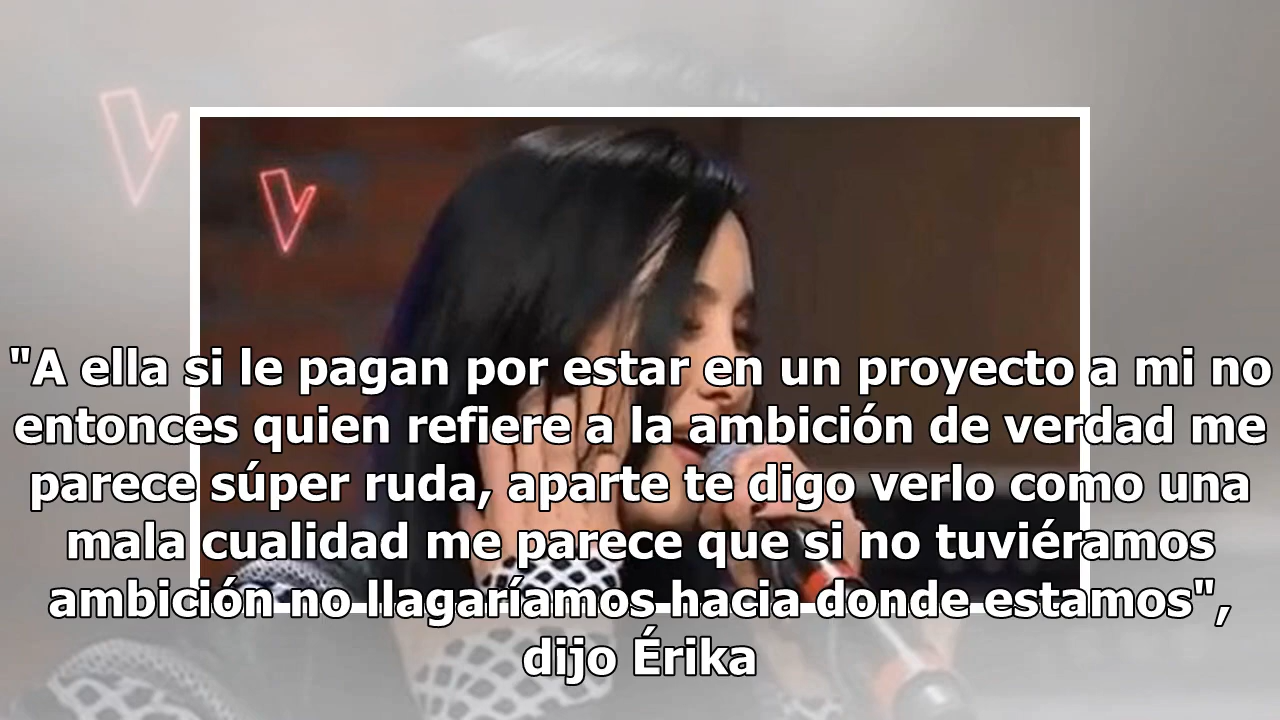 "A ella si le pagan por estar en un proyecto a mi no
entonces quien refiere a la ambición de verdad me
parece súper ruda, aparte te digo verlo como una
mala cualidad me parece que si no tuviéramos
ambición no llagaríamos hacia donde estamos",
dijo Érika